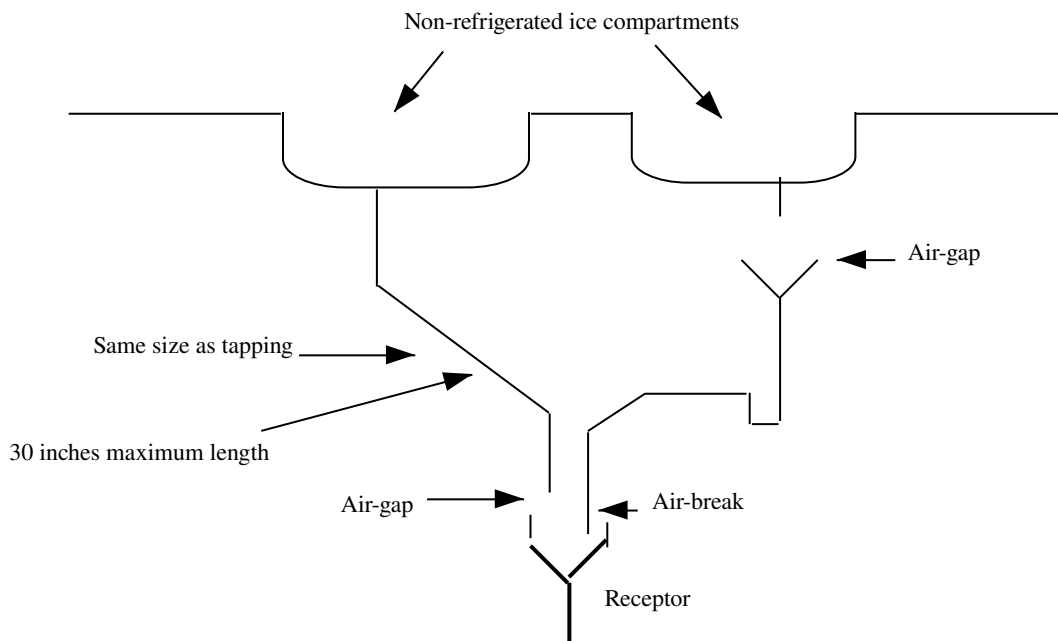 Non-refrigerated ice compartments
Air-gap
Same size as tapping
30 inches maximum length
Air-gap
Air-break
Receptor